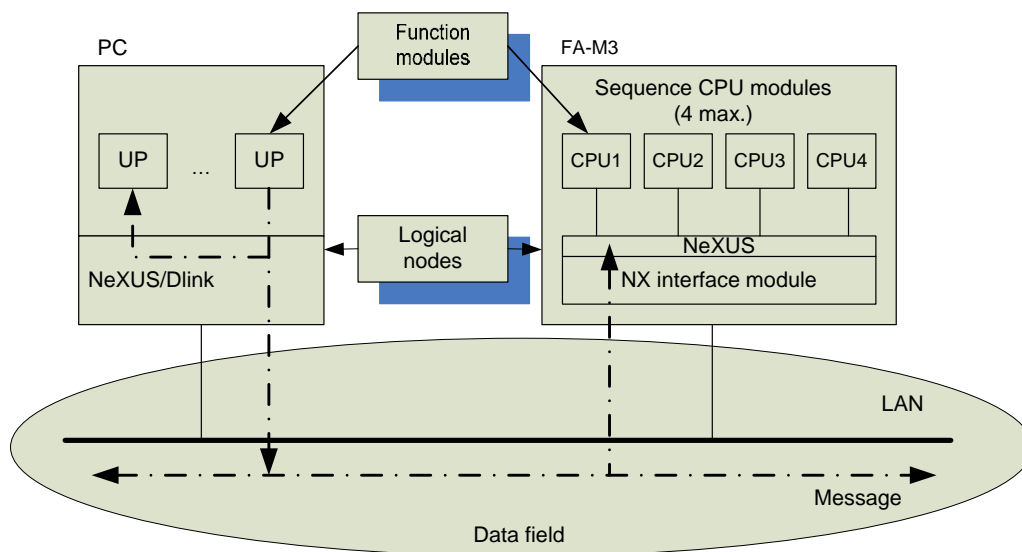 PC
Function
modules
FA-M3
Sequence CPU modules
(4 max.)
UP
...
UP
CPU1
CPU2
CPU3
CPU4
Logical
nodes
NeXUS/Dlink
NeXUS
NX interface module
LAN
Message
Data field